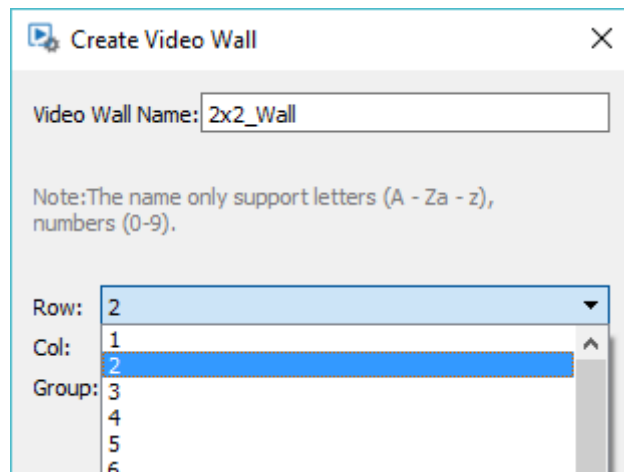 Create Video Wall
Video Wall Name: 2x2_Wall
Note:The name only support letters (A - Za - z),
numbers (0-9).
Row: 2
1
Col:
2
Group:
3
4
5
6